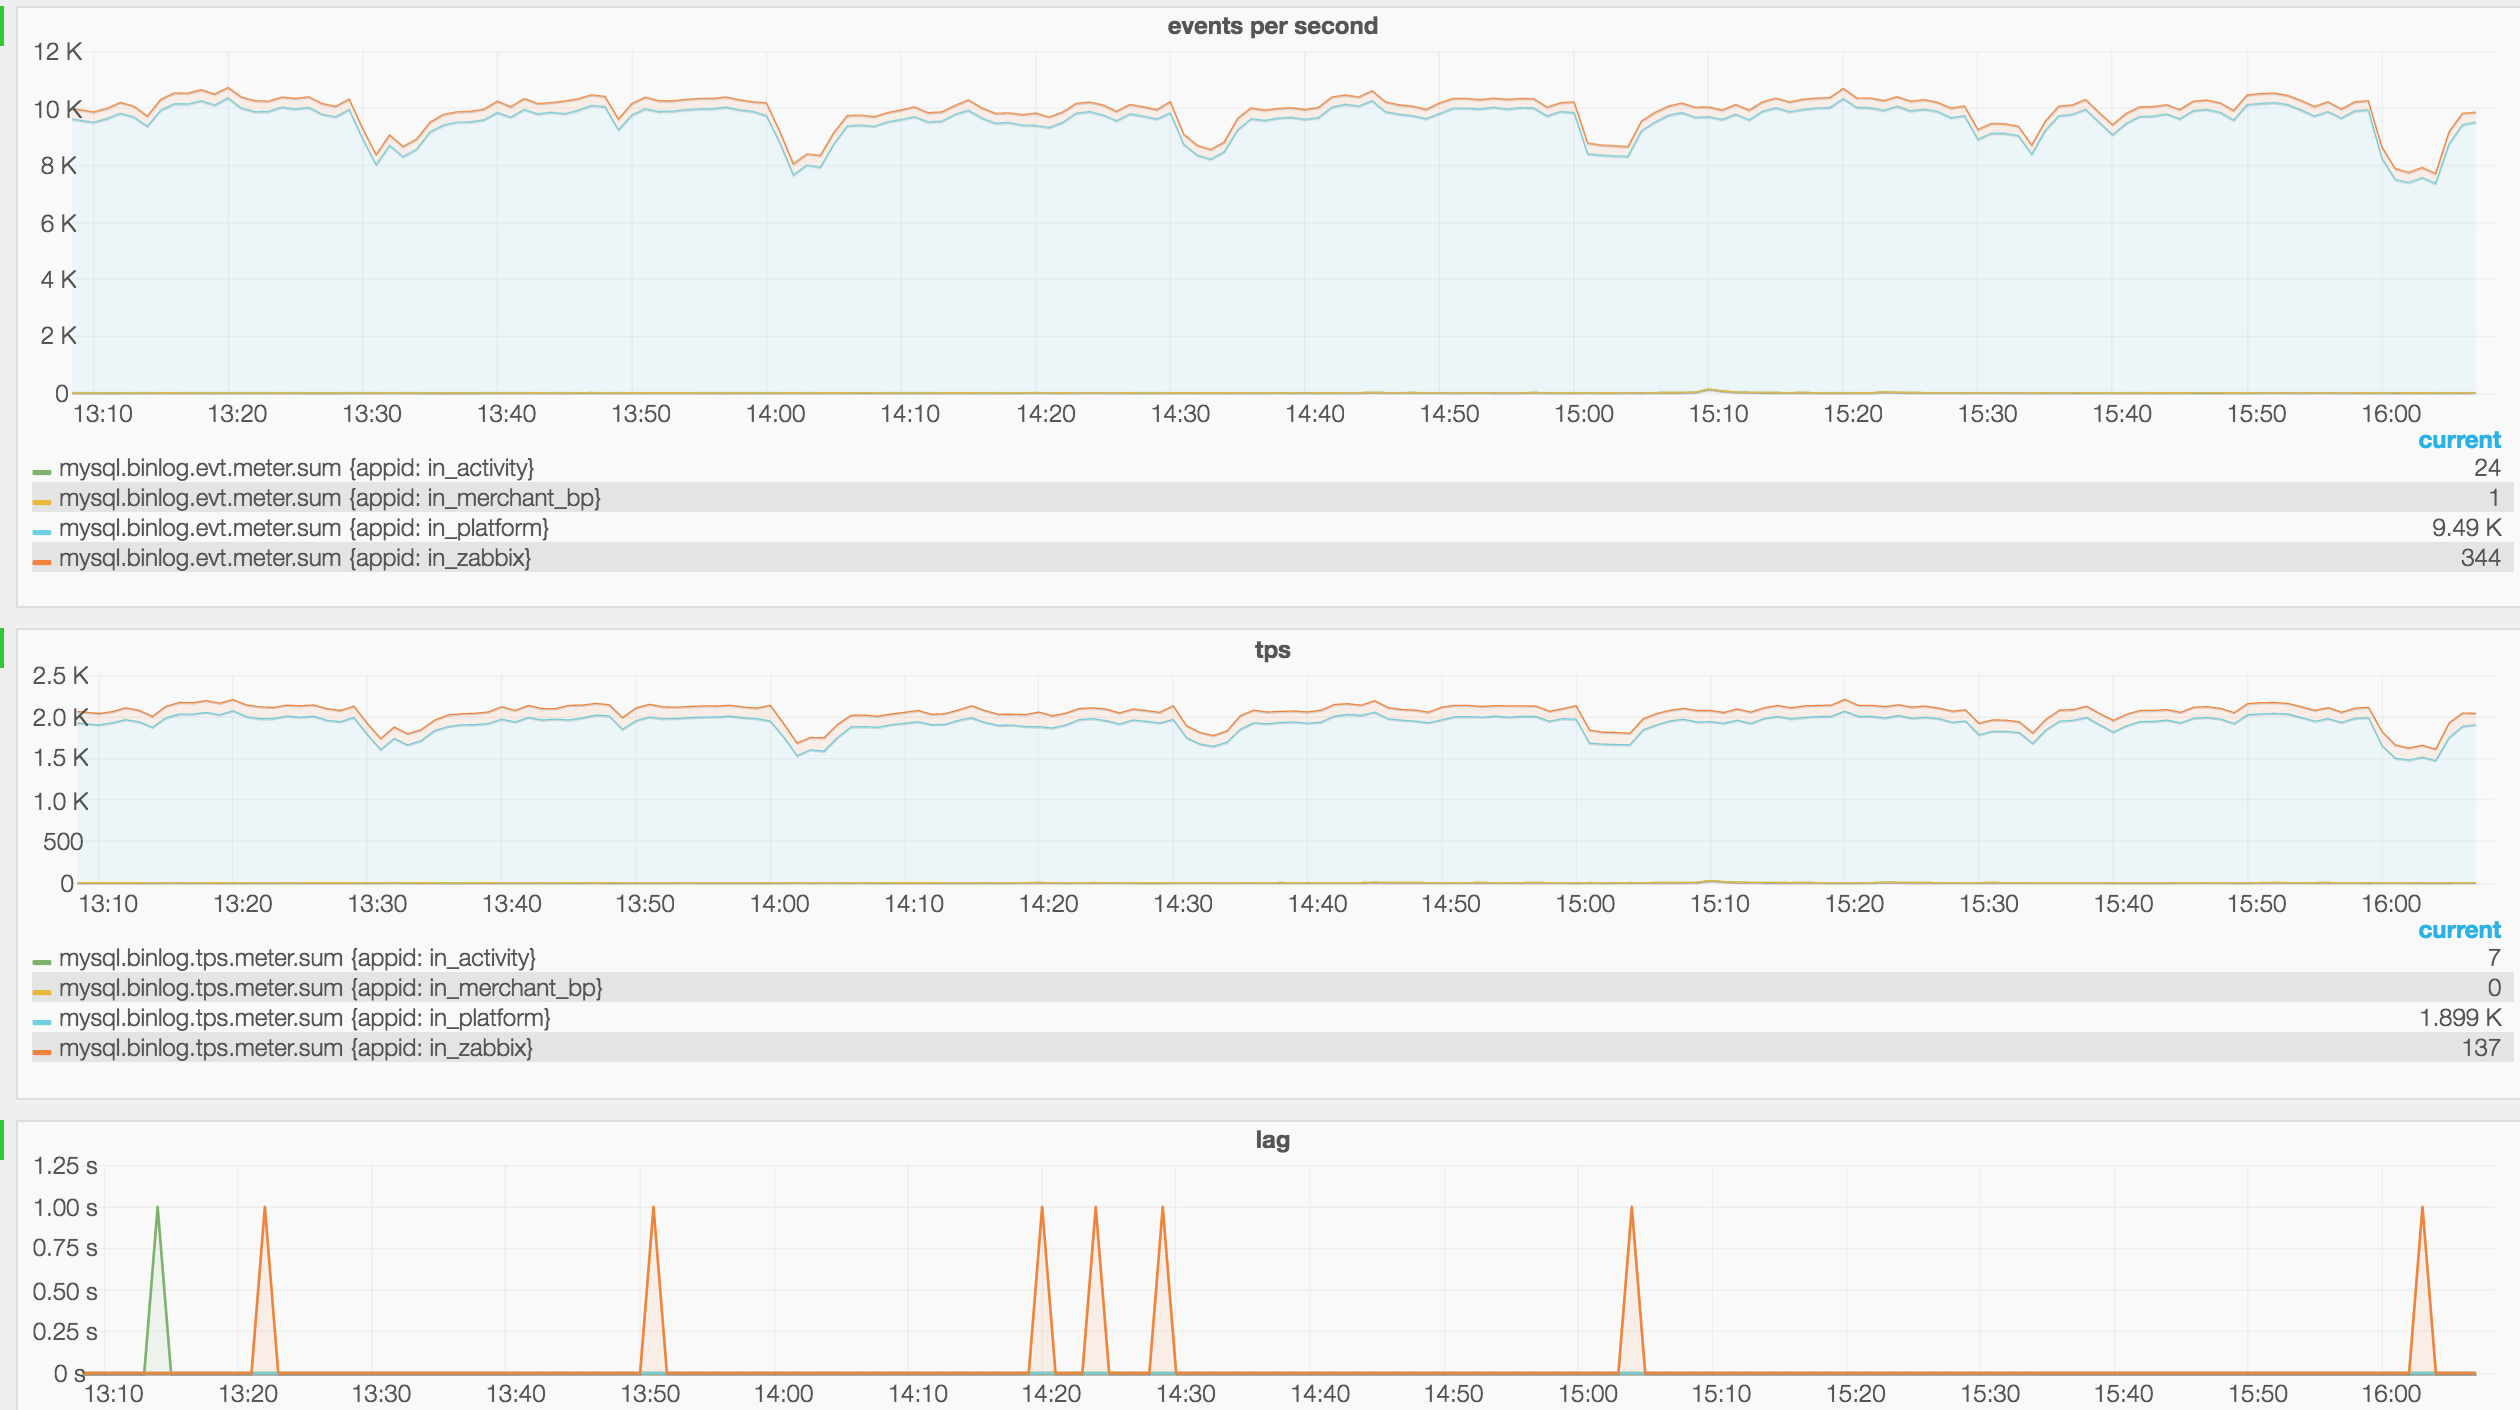 events per second
12 K
10 K
8 K
6 K
4 K
2 K
0
13:10 13:20 13:30 13:40 13:50 14:00 14:10 14:20 14:30 14:40 14:50 15:00 15:10 15:20 15:30 15:40 15:50 16:00
current
mysql.binlog.evt.meter.sum {appid: in_activity} 24
mysql.binlog.evt.meter.sum {appid: in_merchant_bp} 1
mysql.binlog.evt.meter.sum {appid: in_platform} 9.49 K
mysql.binlog.evt.meter.sum {appid: in_zabbix} 344
tps
2.5 K
2.0 K
1.5 K
1.0 K
500
0
13:10 13:20 13:30 13:40 13:50 14:00 14:10 14:20 14:30 14:40 14:50 15:00 15:10 15:20 15:30 15:40 15:50 16:00
current
mysql.binlog.tps.meter.sum {appid: in_activity} 7
mysql.binlog.tps.meter.sum {appid: in_merchant_bp} 0
mysql.binlog.tps.meter.sum {appid: in_platform} 1.899 K
mysql.binlog.tps.meter.sum {appid: in_zabbix} 137
lag
1.25 s
1.00 s
0.75 s
0.50 s
0.25 s
0 s
13:10 13:20 13:30 13:40 13:50 14:00 14:10 14:20 14:30 14:40 14:50 15:00 15:10 15:20 15:30 15:40 15:50 16:00